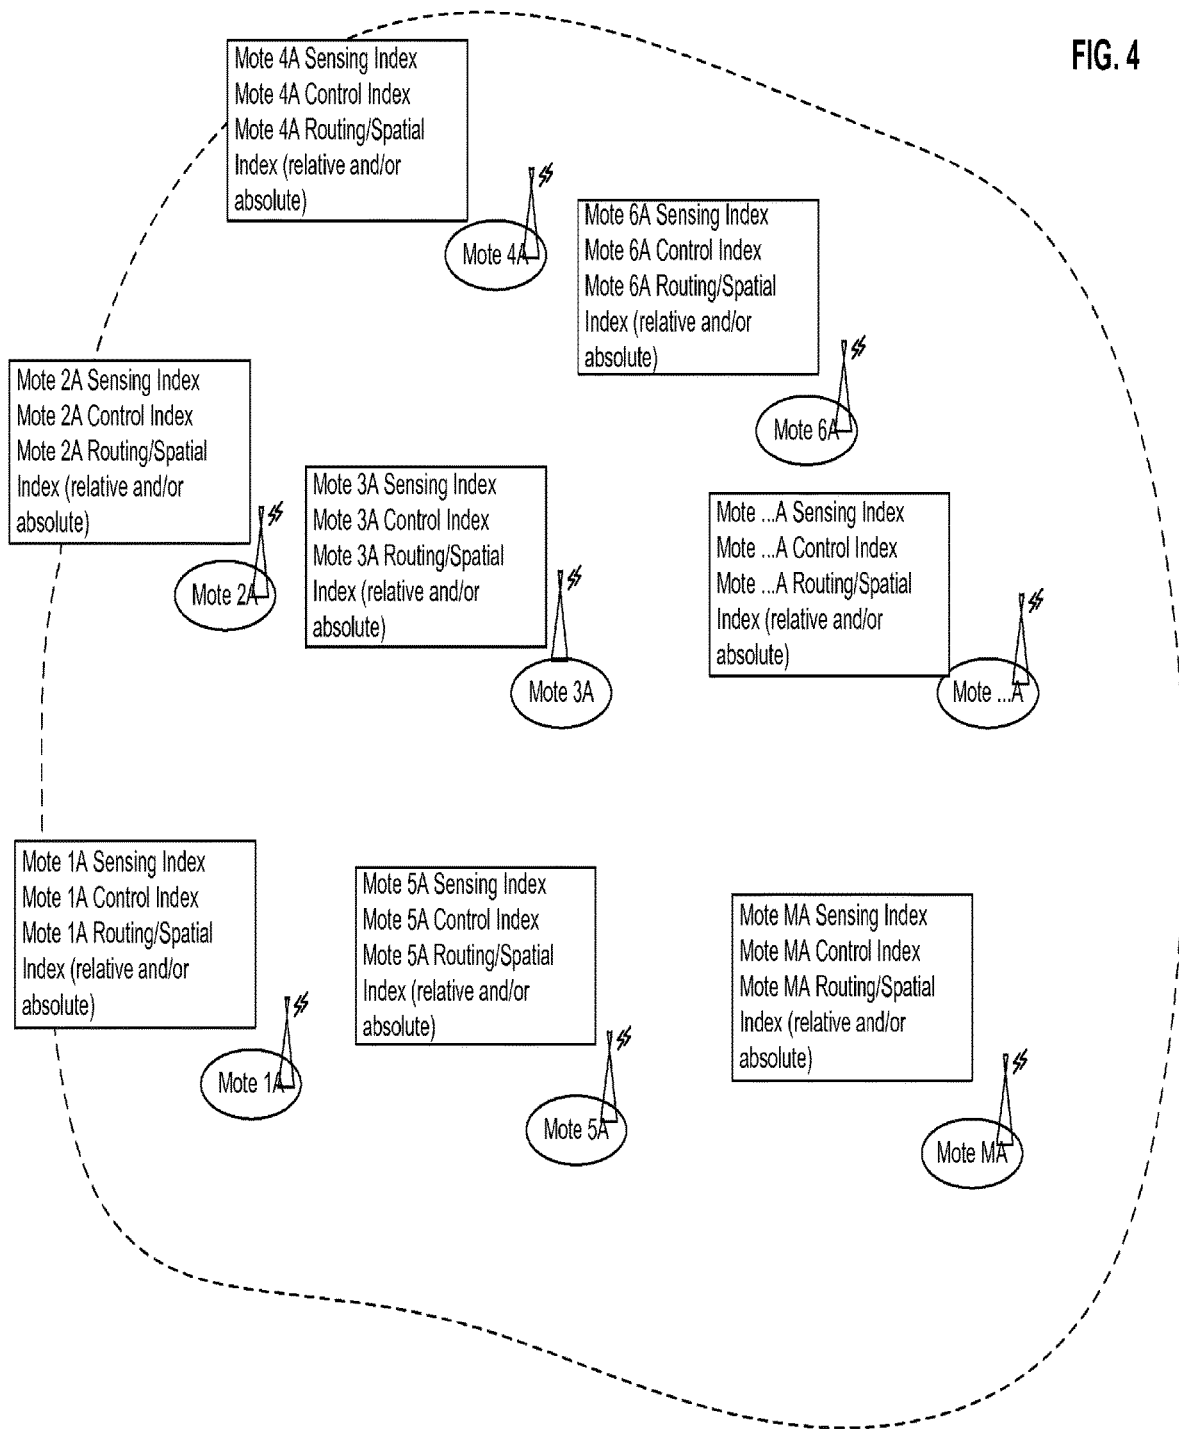 FIG. 4
Mote 4A Sensing Index
Mote 4A Control Index
Mote 4A Routing/Spatial
Index (relative and/or
absolute)
Mote 4A
Mote 6A Sensing Index
Mote 6A Control Index
Mote 6A Routing/Spatial
Index (relative and/or
absolute)
Mote 6A
Mote 2A Sensing Index
Mote 2A Control Index
Mote 2A Routing/Spatial
Index (relative and/or
absolute)
Mote 2A
Mote 3A Sensing Index
Mote 3A Control Index
Mote 3A Routing/Spatial
Index (relative and/or
absolute)
Mote 3A
Mote ...A Sensing Index
Mote ...A Control Index
Mote ...A Routing/Spatial
Index (relative and/or
absolute)
Mote ...A
Mote 1A Sensing Index
Mote 1A Control Index
Mote 1A Routing/Spatial
Index (relative and/or
absolute)
Mote 1A
Mote 5A Sensing Index
Mote 5A Control Index
Mote 5A Routing/Spatial
Index (relative and/or
absolute)
Mote 5A
Mote MA Sensing Index
Mote MA Control Index
Mote MA Routing/Spatial
Index (relative and/or
absolute)
Mote MA